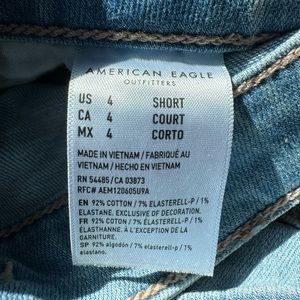 AMERICAN EAGLE
OUTFITTERS
US 4 SHORT
CA 4 COURT
MX 4 CORTO
MADE IN VIETNAM / FABRIQUÉ AU
VIETNAM / HECHO EN VIETNAM
RN 54485/CA 03873
RFC# AEM120605U9A
EN 92% COTTON / 7% ELASTERELL-P / 1%
ELASTANE. EXCLUSIVE OF DECORATION.
FR 92% COTON / 7% ELASTERELL-P / 1%
ÉLASTHANNE. À L'EXCEPTION DE LA
GARNITURE.
SP 92% algodón / 7% elasterell-p / 1%